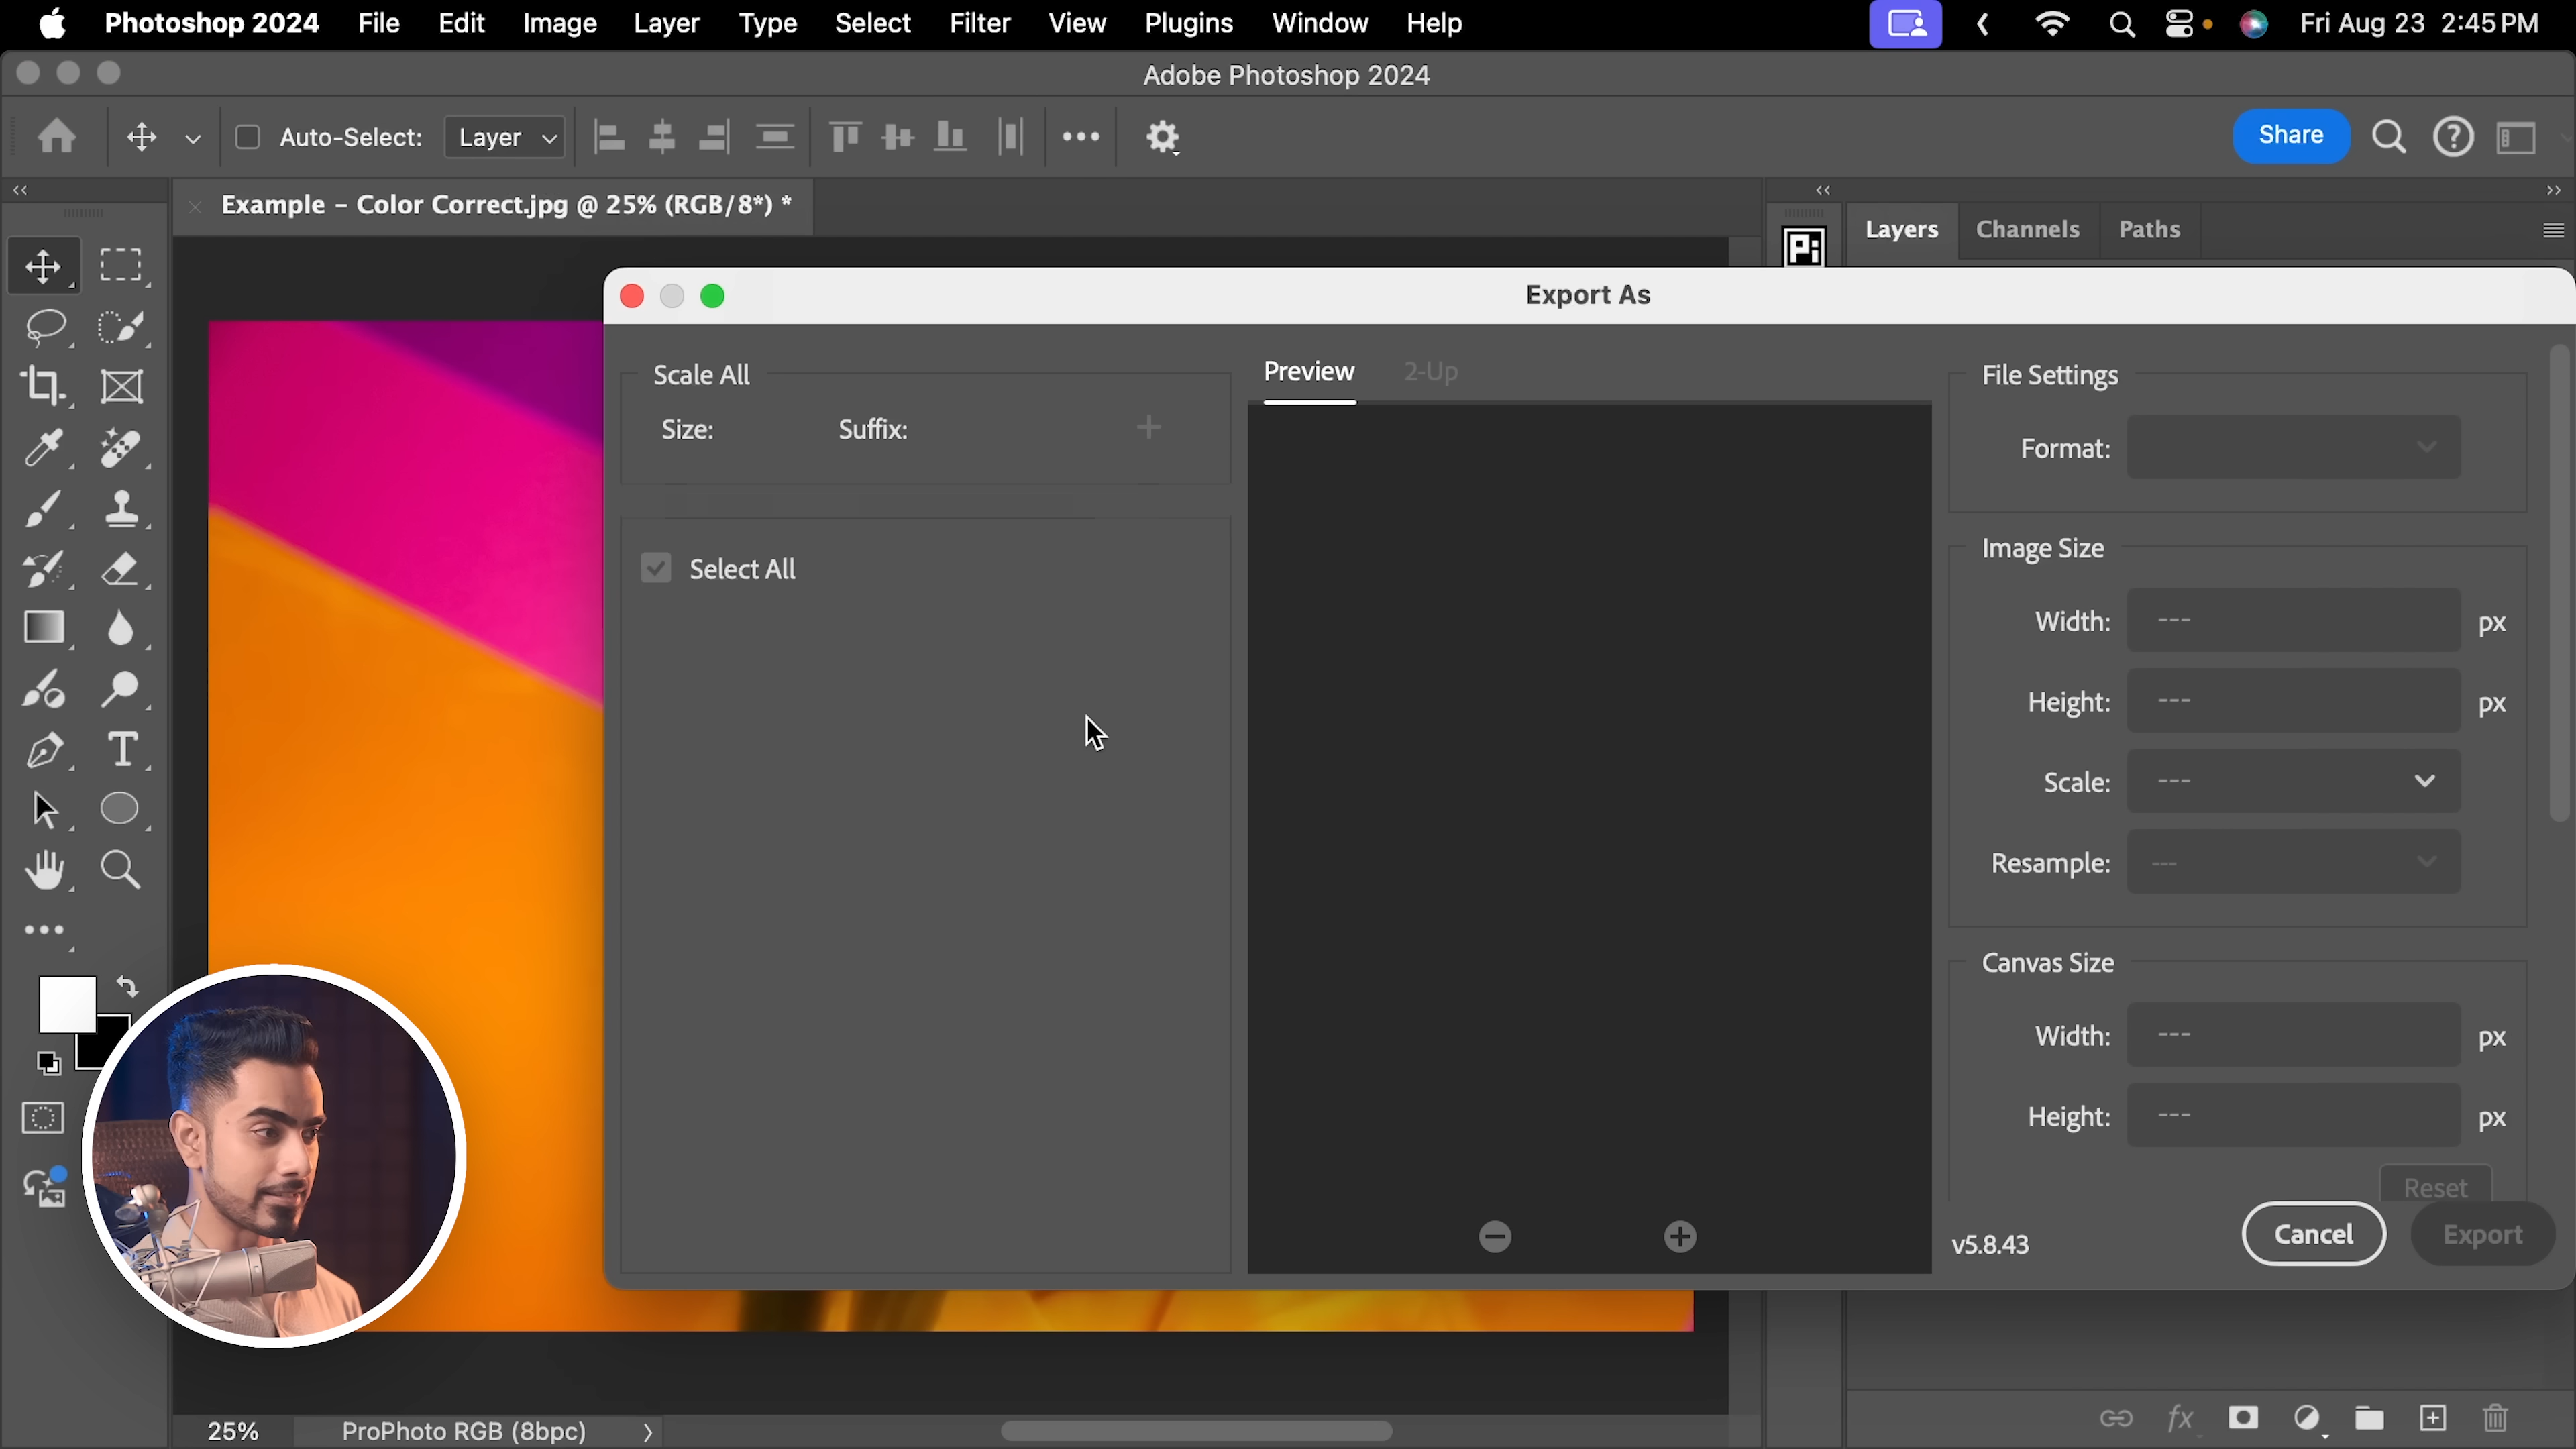 Photoshop 2024 File Edit Image Layer Type Select Filter View Plugins Window Help Fri Aug 23 2:45 PM
Adobe Photoshop 2024
Auto-Select: Layer Share
Example – Color Correct.jpg @ 25% (RGB/8*) *
Pi Layers Channels Paths
Export As
Scale All
Size: Suffix:
Select All
Preview 2-Up
File Settings
Format:
Image Size
Width: --- px
Height: --- px
Scale: ---
Resample: ---
Canvas Size
Width: --- px
Height: --- px
Reset
v5.8.43 Cancel Export
25% ProPhoto RGB (8bpc)
fx